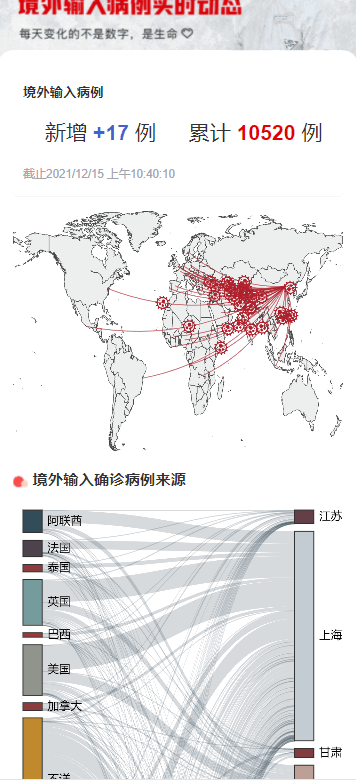 境外输入病例实时动态
每天变化的不是数字，是生命
境外输入病例
新增 +17 例 累计 10520 例
截止2021/12/15 上午10:40:10
境外输入确诊病例来源
阿联酋
法国
泰国
英国
巴西
美国
加拿大
不详
江苏
上海
甘肃